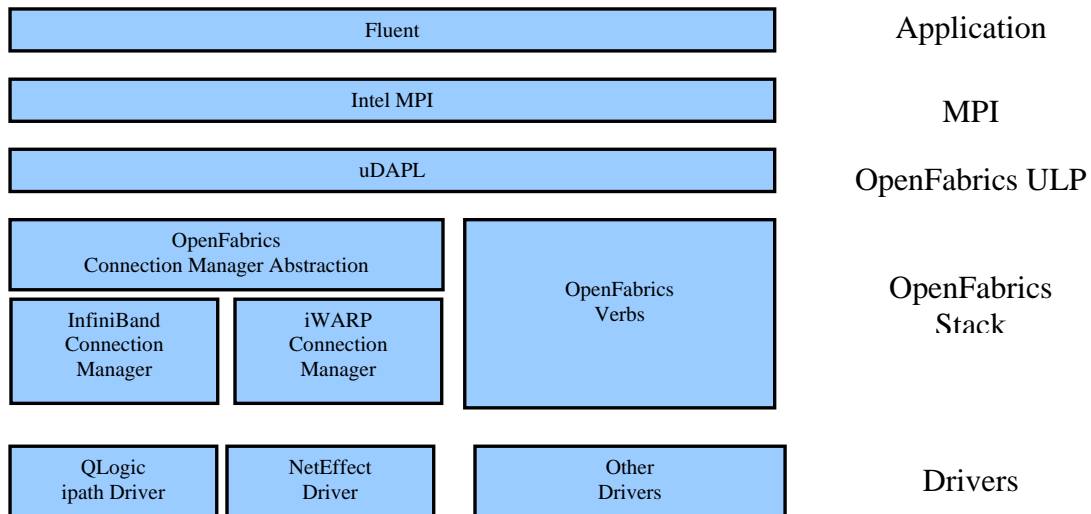 Fluent
Application
Intel MPI
MPI
uDAPL
OpenFabrics ULP
OpenFabrics
Connection Manager Abstraction
InfiniBand
Connection
Manager
iWARP
Connection
Manager
OpenFabrics
Verbs
OpenFabrics
Stack
QLogic
ipath Driver
NetEffect
Driver
Other
Drivers
Drivers